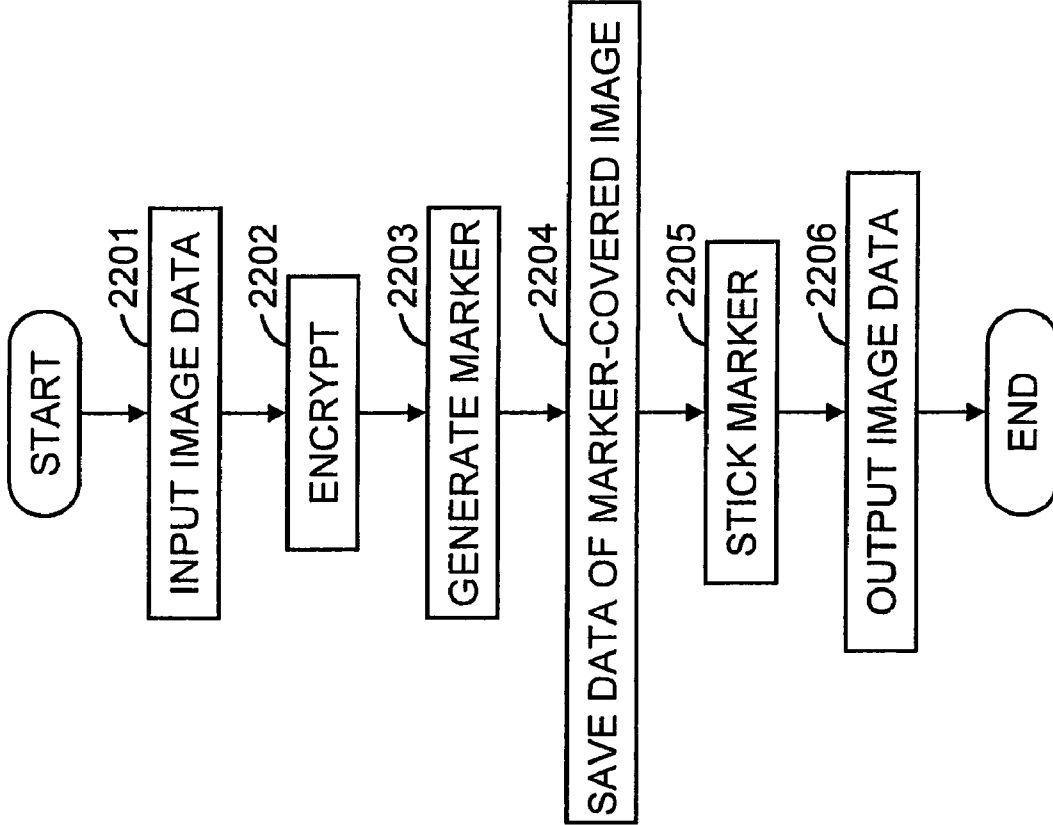 START
2201
INPUT IMAGE DATA
2202
ENCRYPT
2203
GENERATE MARKER
2204
SAVE DATA OF MARKER-COVERED IMAGE
2205
STICK MARKER
2206
OUTPUT IMAGE DATA
END